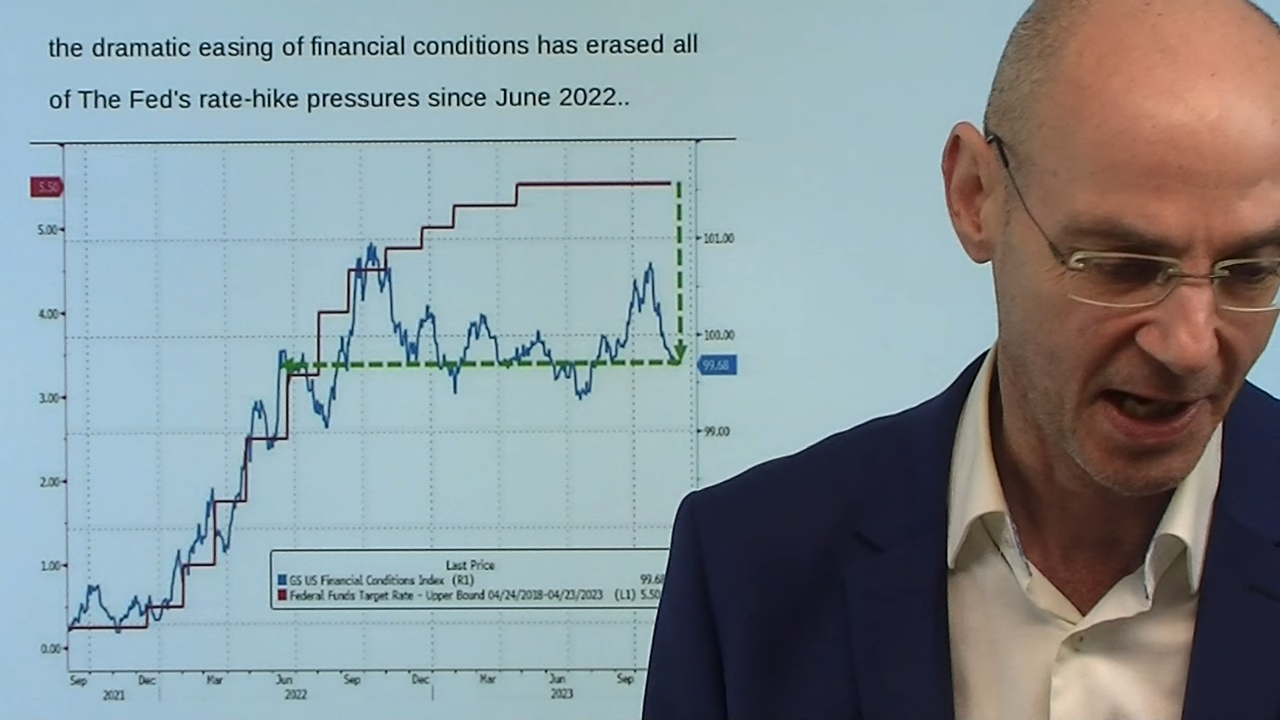 the dramatic easing of financial conditions has erased all
of The Fed's rate-hike pressures since June 2022..
5.50
5.00
101.00
4.00
100.00
99.68
3.00
99.00
2.00
1.00
Last Price
GS US Financial Conditions Index (R1) 99.68
Federal Funds Target Rate - Upper Bound 04/24/2018-04/23/2023 (L1) 5.50
0.00
Sep Dec Mar Jun Sep Dec Mar Jun Sep
2021 2022 2023